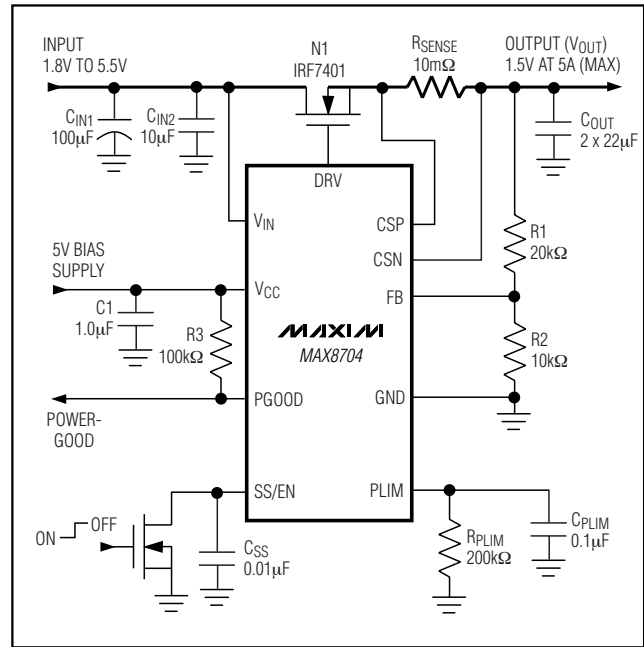 INPUT
1.8V TO 5.5V
N1
IRF7401
RSENSE
10mΩ
OUTPUT (VOUT)
1.5V AT 5A (MAX)
CIN1
100µF
CIN2
10µF
COUT
2 x 22µF
DRV
VIN
CSP
CSN
R1
20kΩ
5V BIAS
SUPPLY
VCC
FB
C1
1.0µF
R3
100kΩ
MAXIM
MAX8704
R2
10kΩ
PGOOD
GND
POWER-
GOOD
SS/EN
PLIM
ON
OFF
CSS
0.01µF
RPLIM
200kΩ
CPLIM
0.1µF